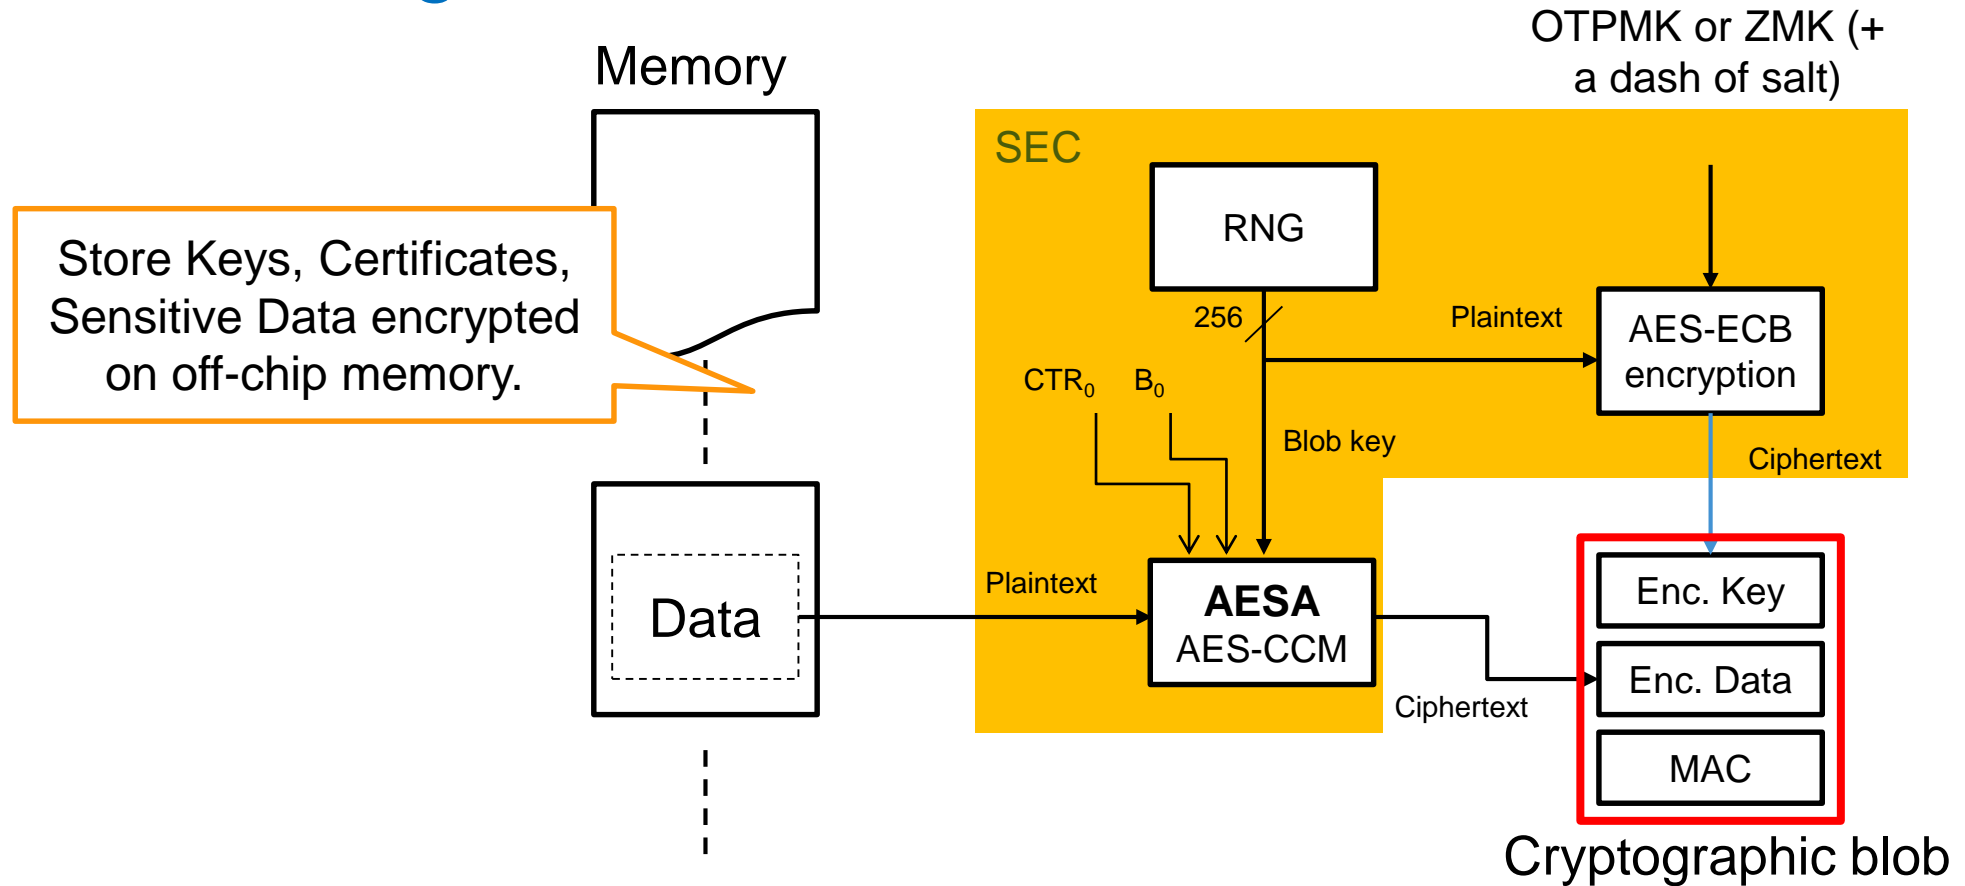 OTPMK or ZMK (+
a dash of salt)
Memory
SEC
RNG
Store Keys, Certificates,
Sensitive Data encrypted
on off-chip memory.
256
Plaintext
AES-ECB
encryption
CTR₀
B₀
Blob key
Ciphertext
Plaintext
Data
AESA
AES-CCM
Ciphertext
Enc. Key
Enc. Data
MAC
Cryptographic blob